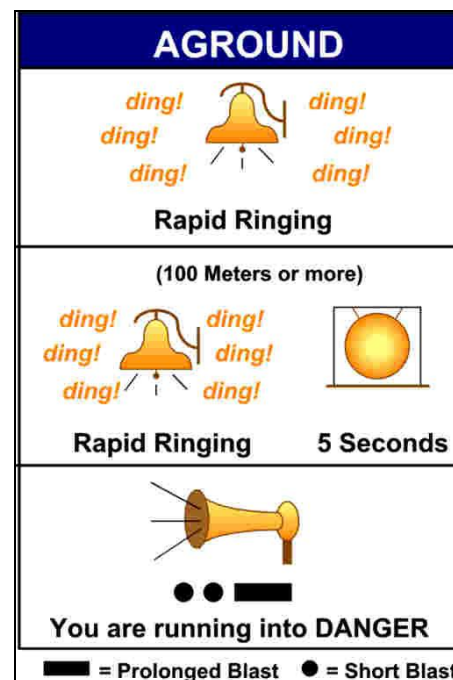 AGROUND
ding! ding!
ding! ding!
ding! ding!
Rapid Ringing
(100 Meters or more)
ding! ding!
ding! ding!
ding! ding!
Rapid Ringing 5 Seconds
You are running into DANGER
= Prolonged Blast = Short Blast